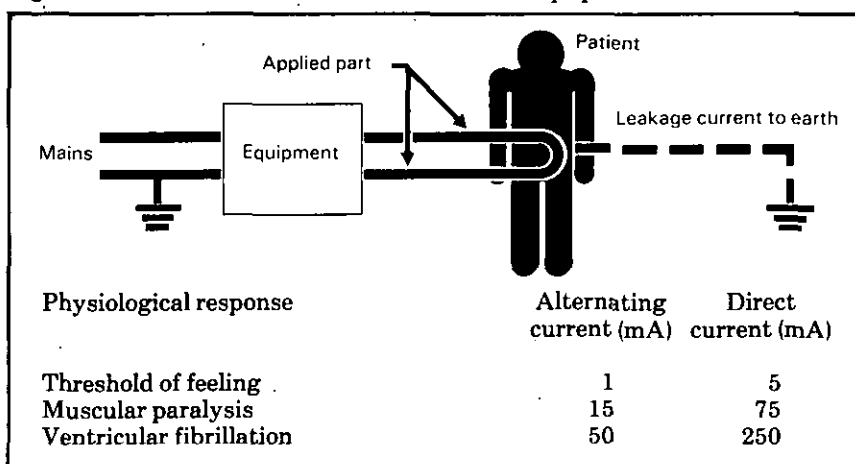 Patient
Applied part
Leakage current to earth
Mains
Equipment
Physiological response Alternating Direct
current (mA) current (mA)
Threshold of feeling 1 5
Muscular paralysis 15 75
Ventricular fibrillation 50 250